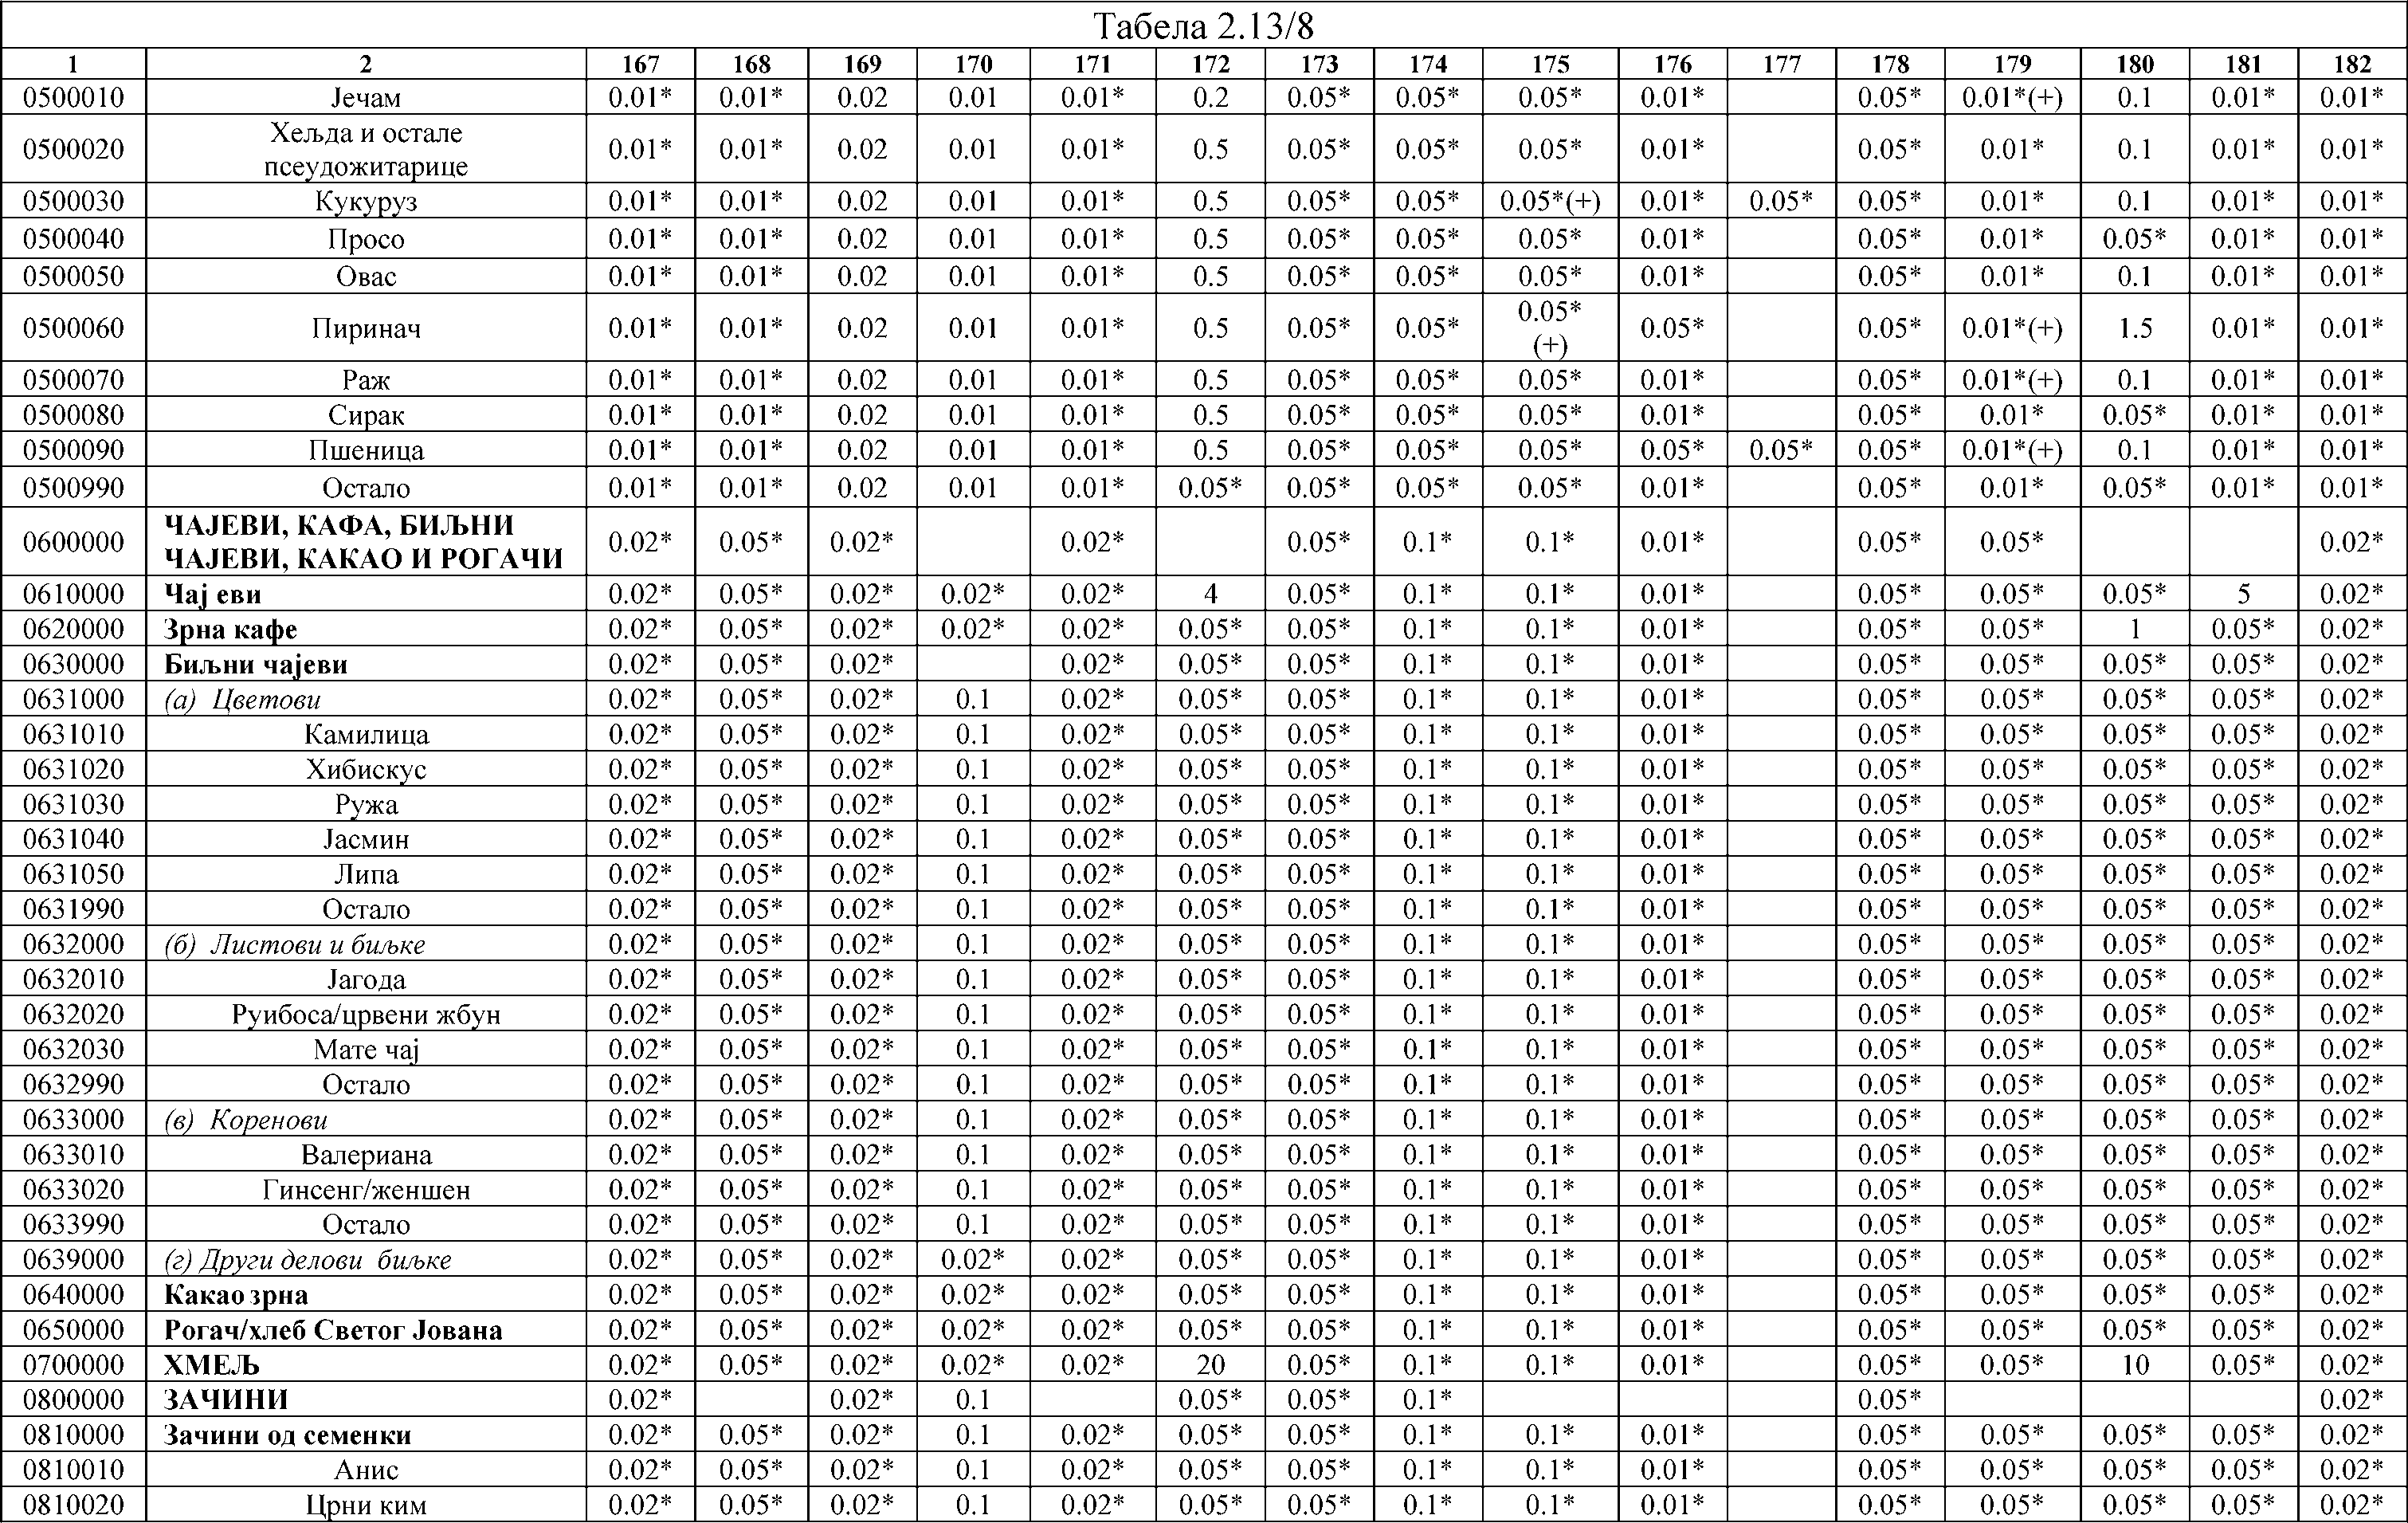 Табела 2.13/8
1 2 167 168 169 170 171 172 173 174 175 176 177 178 179 180 181 182
0500010 Јечам 0.01* 0.01* 0.02 0.01 0.01* 0.2 0.05* 0.05* 0.05* 0.01* 0.05* 0.01*(+) 0.1 0.01* 0.01*
0500020 Хељда и остале
псеудожитарице 0.01* 0.01* 0.02 0.01 0.01* 0.5 0.05* 0.05* 0.05* 0.01* 0.05* 0.01* 0.1 0.01* 0.01*
0500030 Кукуруз 0.01* 0.01* 0.02 0.01 0.01* 0.5 0.05* 0.05* 0.05*(+) 0.01* 0.05* 0.05* 0.01* 0.1 0.01* 0.01*
0500040 Просо 0.01* 0.01* 0.02 0.01 0.01* 0.5 0.05* 0.05* 0.05* 0.01* 0.05* 0.01* 0.05* 0.01* 0.01*
0500050 Овас 0.01* 0.01* 0.02 0.01 0.01* 0.5 0.05* 0.05* 0.05* 0.01* 0.05* 0.01* 0.1 0.01* 0.01*
0500060 Пиринач 0.01* 0.01* 0.02 0.01 0.01* 0.5 0.05* 0.05* 0.05*
(+) 0.05* 0.05* 0.01*(+) 1.5 0.01* 0.01*
0500070 Раж 0.01* 0.01* 0.02 0.01 0.01* 0.5 0.05* 0.05* 0.05* 0.01* 0.05* 0.01*(+) 0.1 0.01* 0.01*
0500080 Сирак 0.01* 0.01* 0.02 0.01 0.01* 0.5 0.05* 0.05* 0.05* 0.01* 0.05* 0.01* 0.05* 0.01* 0.01*
0500090 Пшеница 0.01* 0.01* 0.02 0.01 0.01* 0.5 0.05* 0.05* 0.05* 0.05* 0.05* 0.05* 0.01*(+) 0.1 0.01* 0.01*
0500990 Остало 0.01* 0.01* 0.02 0.01 0.01* 0.05* 0.05* 0.05* 0.05* 0.01* 0.05* 0.01* 0.05* 0.01* 0.01*
0600000 ЧАЈЕВИ, КАФА, БИЉНИ
ЧАЈЕВИ, КАКАО И РОГАЧИ 0.02* 0.05* 0.02* 0.02* 0.05* 0.1* 0.1* 0.01* 0.05* 0.05* 0.02*
0610000 Чај еви 0.02* 0.05* 0.02* 0.02* 0.02* 4 0.05* 0.1* 0.1* 0.01* 0.05* 0.05* 0.05* 5 0.02*
0620000 Зрна кафе 0.02* 0.05* 0.02* 0.02* 0.02* 0.05* 0.05* 0.1* 0.1* 0.01* 0.05* 0.05* 1 0.05* 0.02*
0630000 Биљни чајеви 0.02* 0.05* 0.02* 0.02* 0.05* 0.05* 0.1* 0.1* 0.01* 0.05* 0.05* 0.05* 0.05* 0.02*
0631000 (а) Цветови 0.02* 0.05* 0.02* 0.1 0.02* 0.05* 0.05* 0.1* 0.1* 0.01* 0.05* 0.05* 0.05* 0.05* 0.02*
0631010 Камилица 0.02* 0.05* 0.02* 0.1 0.02* 0.05* 0.05* 0.1* 0.1* 0.01* 0.05* 0.05* 0.05* 0.05* 0.02*
0631020 Хибискус 0.02* 0.05* 0.02* 0.1 0.02* 0.05* 0.05* 0.1* 0.1* 0.01* 0.05* 0.05* 0.05* 0.05* 0.02*
0631030 Ружа 0.02* 0.05* 0.02* 0.1 0.02* 0.05* 0.05* 0.1* 0.1* 0.01* 0.05* 0.05* 0.05* 0.05* 0.02*
0631040 Јасмин 0.02* 0.05* 0.02* 0.1 0.02* 0.05* 0.05* 0.1* 0.1* 0.01* 0.05* 0.05* 0.05* 0.05* 0.02*
0631050 Липа 0.02* 0.05* 0.02* 0.1 0.02* 0.05* 0.05* 0.1* 0.1* 0.01* 0.05* 0.05* 0.05* 0.05* 0.02*
0631990 Остало 0.02* 0.05* 0.02* 0.1 0.02* 0.05* 0.05* 0.1* 0.1* 0.01* 0.05* 0.05* 0.05* 0.05* 0.02*
0632000 (б) Листови и биљке 0.02* 0.05* 0.02* 0.1 0.02* 0.05* 0.05* 0.1* 0.1* 0.01* 0.05* 0.05* 0.05* 0.05* 0.02*
0632010 Јагода 0.02* 0.05* 0.02* 0.1 0.02* 0.05* 0.05* 0.1* 0.1* 0.01* 0.05* 0.05* 0.05* 0.05* 0.02*
0632020 Руибоса/црвени жбун 0.02* 0.05* 0.02* 0.1 0.02* 0.05* 0.05* 0.1* 0.1* 0.01* 0.05* 0.05* 0.05* 0.05* 0.02*
0632030 Мате чај 0.02* 0.05* 0.02* 0.1 0.02* 0.05* 0.05* 0.1* 0.1* 0.01* 0.05* 0.05* 0.05* 0.05* 0.02*
0632990 Остало 0.02* 0.05* 0.02* 0.1 0.02* 0.05* 0.05* 0.1* 0.1* 0.01* 0.05* 0.05* 0.05* 0.05* 0.02*
0633000 (в) Коренови 0.02* 0.05* 0.02* 0.1 0.02* 0.05* 0.05* 0.1* 0.1* 0.01* 0.05* 0.05* 0.05* 0.05* 0.02*
0633010 Валериана 0.02* 0.05* 0.02* 0.1 0.02* 0.05* 0.05* 0.1* 0.1* 0.01* 0.05* 0.05* 0.05* 0.05* 0.02*
0633020 Гинсенг/женшен 0.02* 0.05* 0.02* 0.1 0.02* 0.05* 0.05* 0.1* 0.1* 0.01* 0.05* 0.05* 0.05* 0.05* 0.02*
0633990 Остало 0.02* 0.05* 0.02* 0.1 0.02* 0.05* 0.05* 0.1* 0.1* 0.01* 0.05* 0.05* 0.05* 0.05* 0.02*
0639000 (г) Други делови биљке 0.02* 0.05* 0.02* 0.02* 0.02* 0.05* 0.05* 0.1* 0.1* 0.01* 0.05* 0.05* 0.05* 0.05* 0.02*
0640000 Какао зрна 0.02* 0.05* 0.02* 0.02* 0.02* 0.05* 0.05* 0.1* 0.1* 0.01* 0.05* 0.05* 0.05* 0.05* 0.02*
0650000 Рогач/хлеб Светог Јована 0.02* 0.05* 0.02* 0.02* 0.02* 0.05* 0.05* 0.1* 0.1* 0.01* 0.05* 0.05* 0.05* 0.05* 0.02*
0700000 ХМЕЉ 0.02* 0.05* 0.02* 0.02* 0.02* 20 0.05* 0.1* 0.1* 0.01* 0.05* 0.05* 10 0.05* 0.02*
0800000 ЗАЧИНИ 0.02* 0.02* 0.1 0.05* 0.05* 0.1* 0.05* 0.02*
0810000 Зачини од семенки 0.02* 0.05* 0.02* 0.1 0.02* 0.05* 0.05* 0.1* 0.1* 0.01* 0.05* 0.05* 0.05* 0.05* 0.02*
0810010 Анис 0.02* 0.05* 0.02* 0.1 0.02* 0.05* 0.05* 0.1* 0.1* 0.01* 0.05* 0.05* 0.05* 0.05* 0.02*
0810020 Црни ким 0.02* 0.05* 0.02* 0.1 0.02* 0.05* 0.05* 0.1* 0.1* 0.01* 0.05* 0.05* 0.05* 0.05* 0.02*